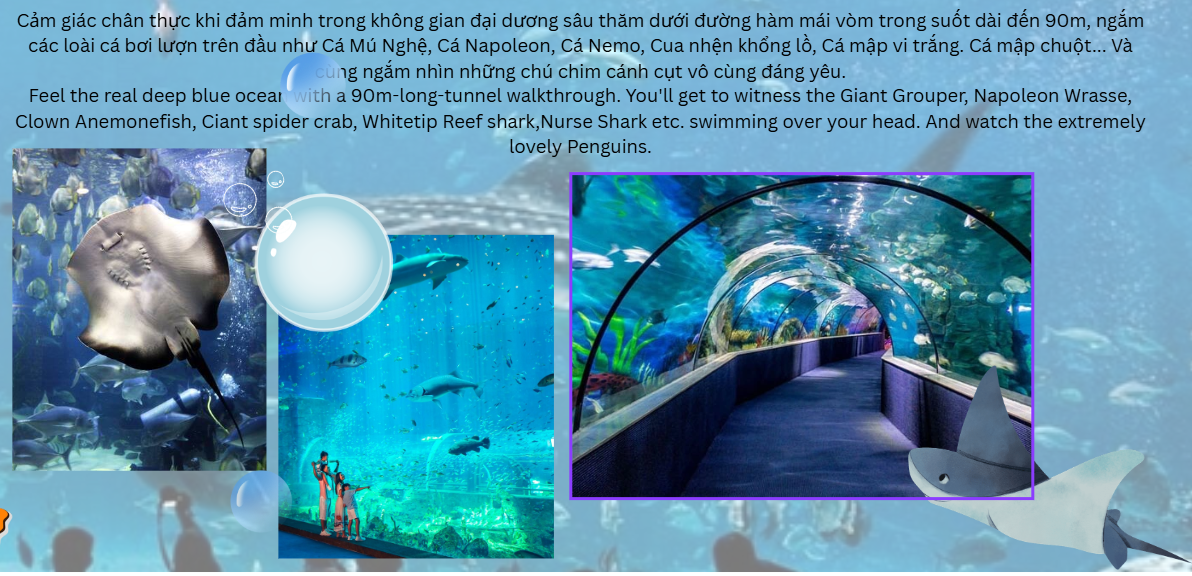 Cảm giác chân thực khi đảm minh trong không gian đại dương sâu thăm dưới đường hàm mái vòm trong suốt dài đến 90m, ngắm
các loài cá bơi lượn trên đầu như Cá Mú Nghệ, Cá Napoleon, Cá Nemo, Cua nhện khổng lồ, Cá mập vi trắng. Cá mập chuột... Và
cùng ngắm nhìn những chú chim cánh cụt vô cùng đáng yêu.
Feel the real deep blue ocean with a 90m-long-tunnel walkthrough. You'll get to witness the Giant Grouper, Napoleon Wrasse,
Clown Anemonefish, Ciant spider crab, Whitetip Reef shark,Nurse Shark etc. swimming over your head. And watch the extremely
lovely Penguins.